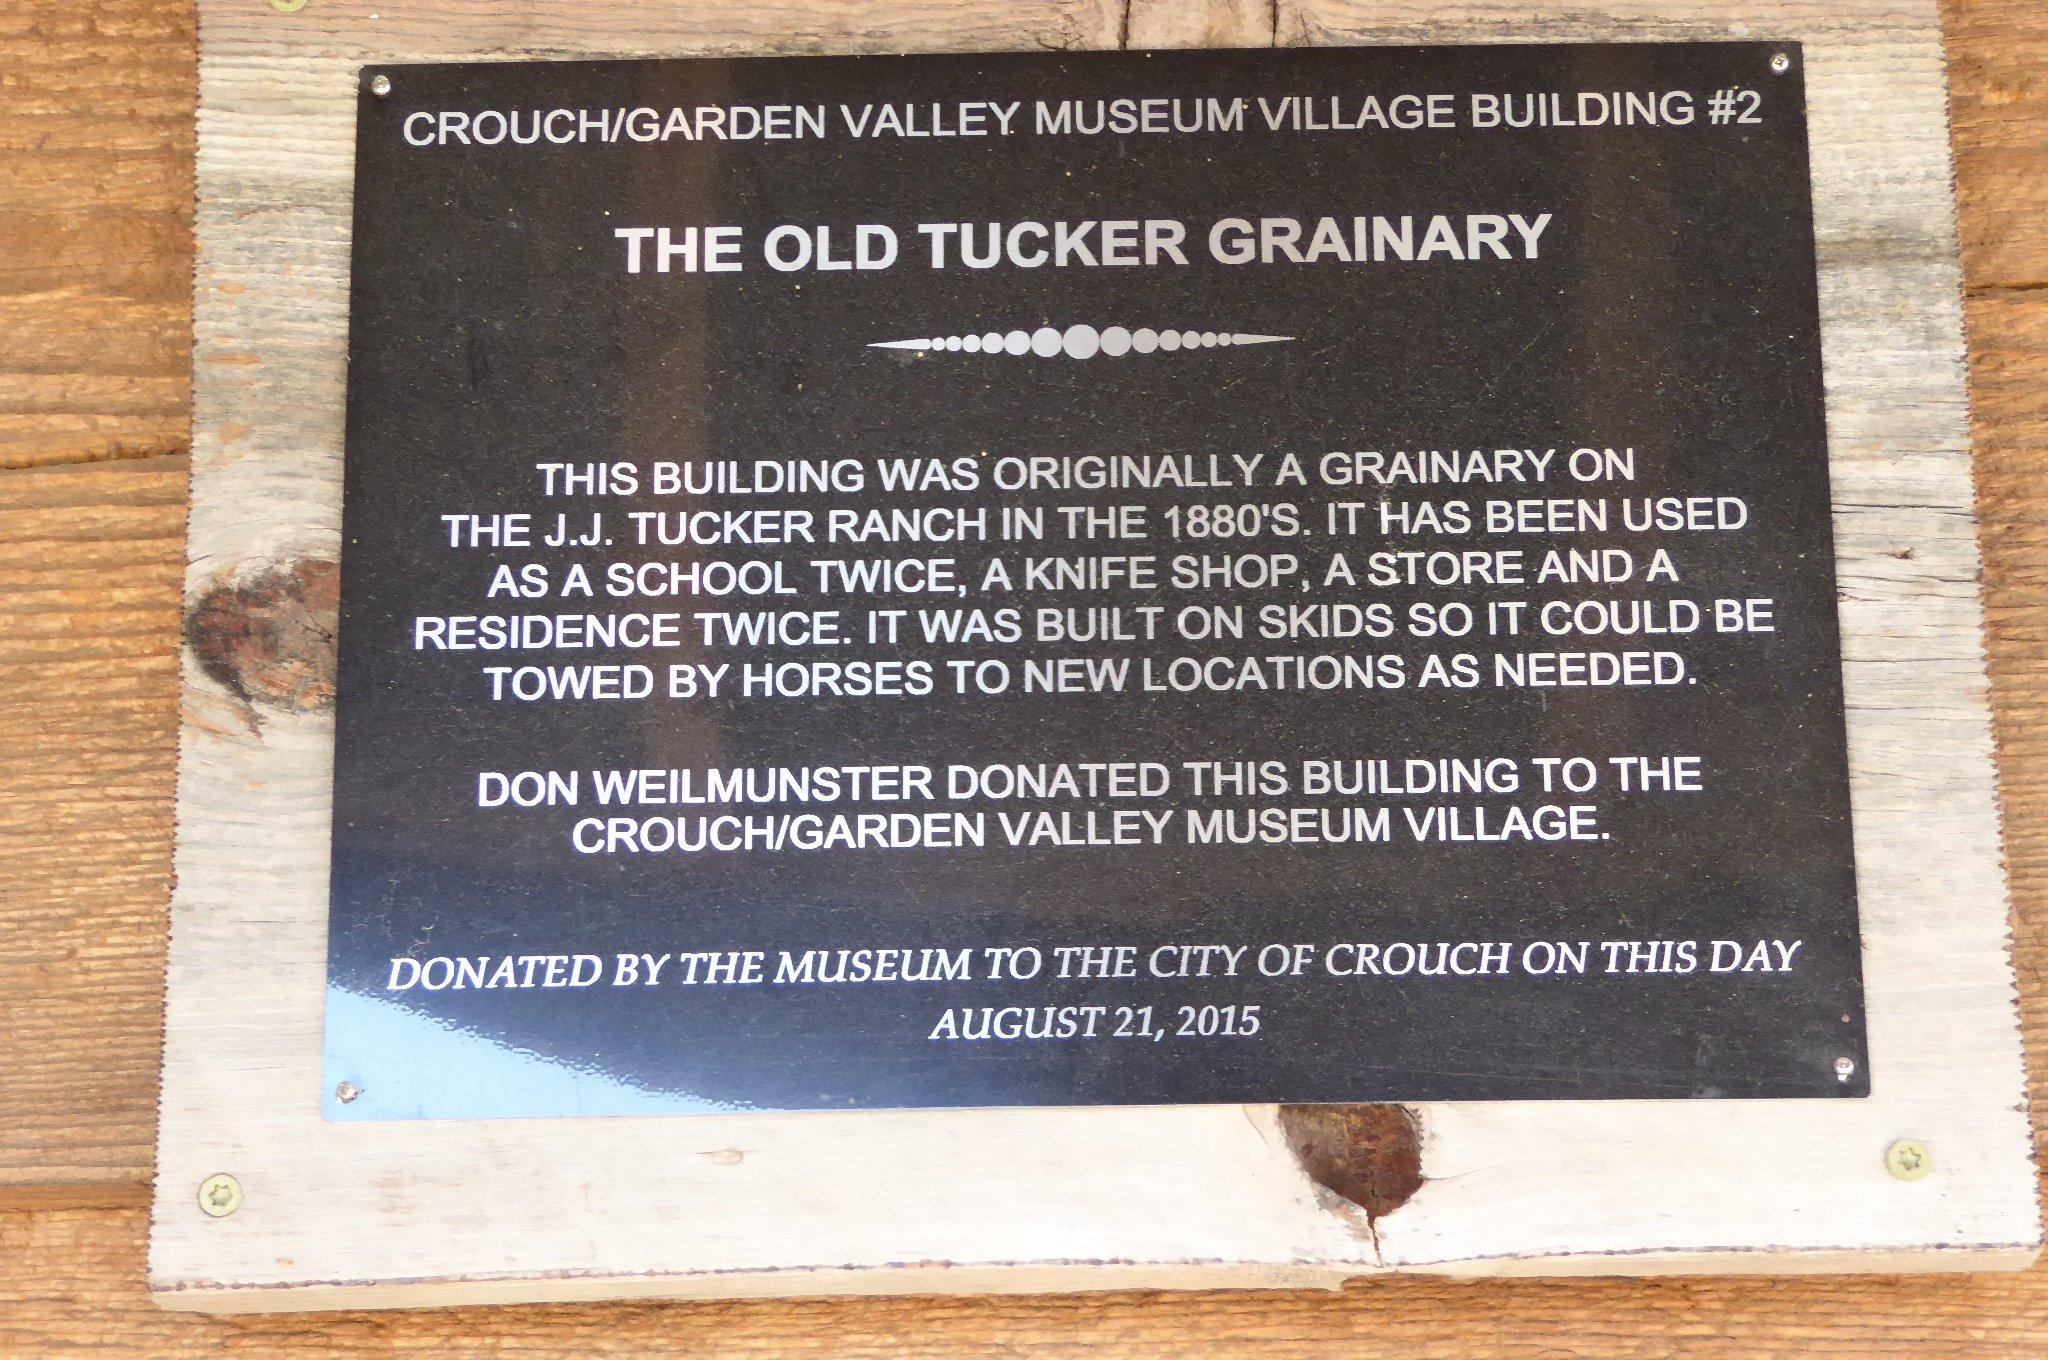 CROUCH/GARDEN VALLEY MUSEUM VILLAGE BUILDING #2
THE OLD TUCKER GRAINARY
THIS BUILDING WAS ORIGINALLY A GRAINARY ON
THE J.J. TUCKER RANCH IN THE 1880'S. IT HAS BEEN USED
AS A SCHOOL TWICE, A KNIFE SHOP, A STORE AND A
RESIDENCE TWICE. IT WAS BUILT ON SKIDS SO IT COULD BE
TOWED BY HORSES TO NEW LOCATIONS AS NEEDED.
DON WEILMUNSTER DONATED THIS BUILDING TO THE
CROUCH/GARDEN VALLEY MUSEUM VILLAGE.
DONATED BY THE MUSEUM TO THE CITY OF CROUCH ON THIS DAY
AUGUST 21, 2015